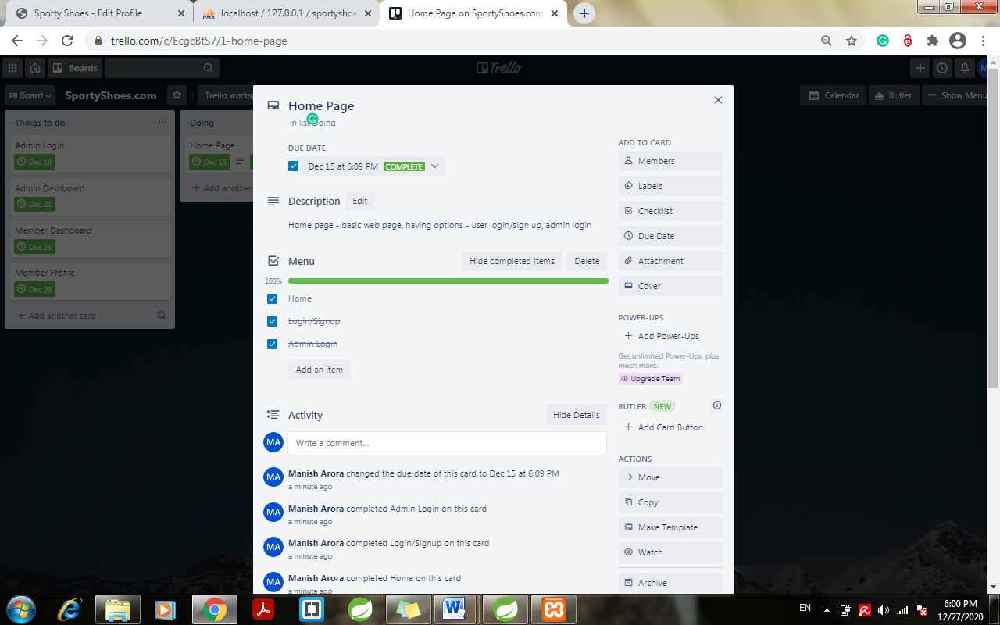 Sporty Shoes - Edit Profile
localhost / 127.0.0.1 / sportysho
Home Page on SportyShoes.com
trello.com/c/EcgcBtS7/1-home-page
Boards
Trello
Board
SportyShoes.com
Trello works
Calendar
Butler
Show Menu
Things to do
Admin Login
Dec 16
Admin Dashboard
Dec 21
Member Dashboard
Dec 25
Member Profile
Dec 26
+ Add another card
Doing
Home Page
Dec 15
+ Add another
Home Page
in list Doing
DUE DATE
Dec 15 at 6:09 PM COMPLETE
Description Edit
Home page - basic web page, having options - user login/sign up, admin login
Menu Hide completed items Delete
100%
Home
Login/Signup
Admin Login
Add an item
Activity Hide Details
MA Write a comment...
MA Manish Arora changed the due date of this card to Dec 15 at 6:09 PM
a minute ago
MA Manish Arora completed Admin Login on this card
a minute ago
MA Manish Arora completed Login/Signup on this card
a minute ago
MA Manish Arora completed Home on this card
a minute ago
ADD TO CARD
Members
Labels
Checklist
Due Date
Attachment
Cover
POWER-UPS
+ Add Power-Ups
Get unlimited Power-Ups, plus
much more.
Upgrade Team
BUTLER NEW
+ Add Card Button
ACTIONS
Move
Copy
Make Template
Watch
Archive
EN
6:00 PM
12/27/2020